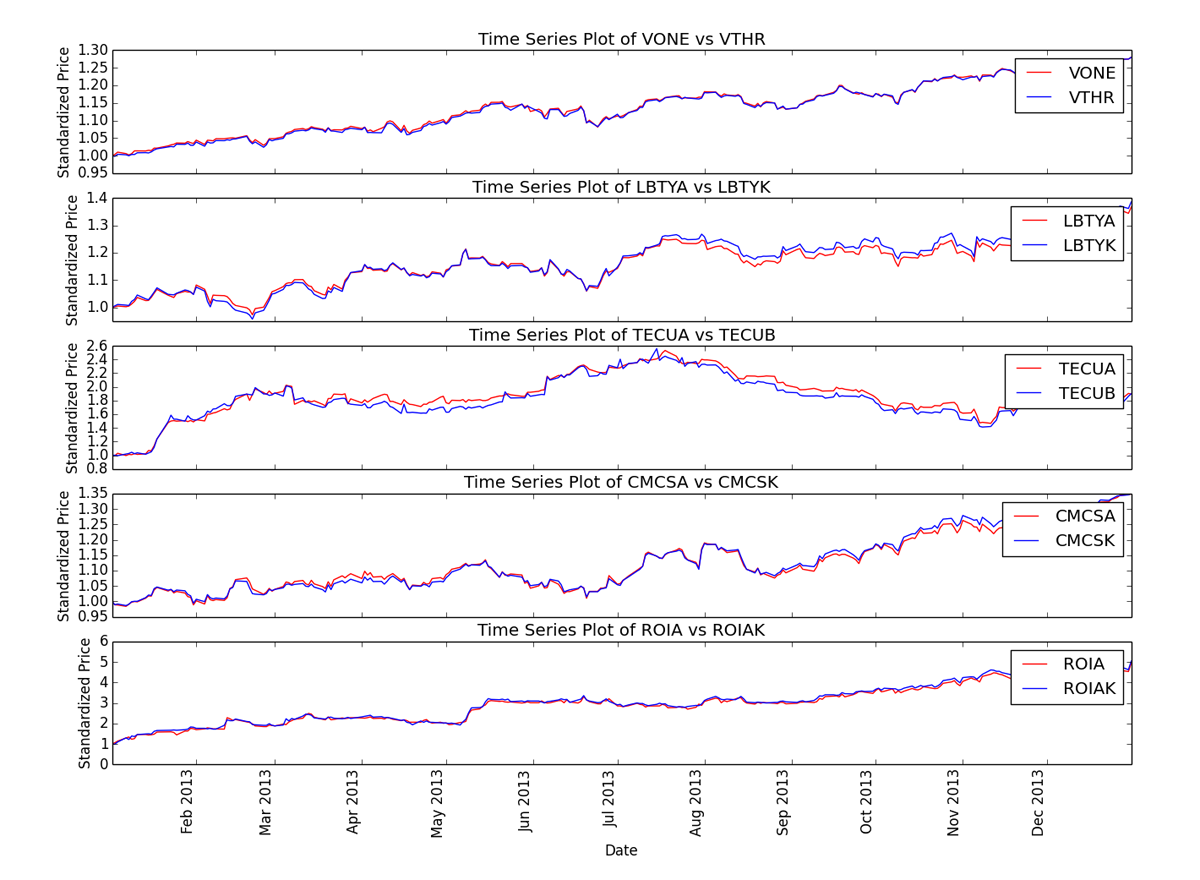 Time Series Plot of VONE vs VTHR
Standardized Price
1.30
1.25
1.20
1.15
1.10
1.05
1.00
0.95
VONE
VTHR
Time Series Plot of LBTYA vs LBTYK
Standardized Price
1.4
1.3
1.2
1.1
1.0
LBTYA
LBTYK
Time Series Plot of TECUA vs TECUB
Standardized Price
2.6
2.4
2.2
2.0
1.8
1.6
1.4
1.2
1.0
0.8
TECUA
TECUB
Time Series Plot of CMCSA vs CMCSK
Standardized Price
1.35
1.30
1.25
1.20
1.15
1.10
1.05
1.00
0.95
CMCSA
CMCSK
Time Series Plot of ROIA vs ROIAK
Standardized Price
6
5
4
3
2
1
0
ROIA
ROIAK
Feb 2013
Mar 2013
Apr 2013
May 2013
Jun 2013
Jul 2013
Aug 2013
Sep 2013
Oct 2013
Nov 2013
Dec 2013
Date